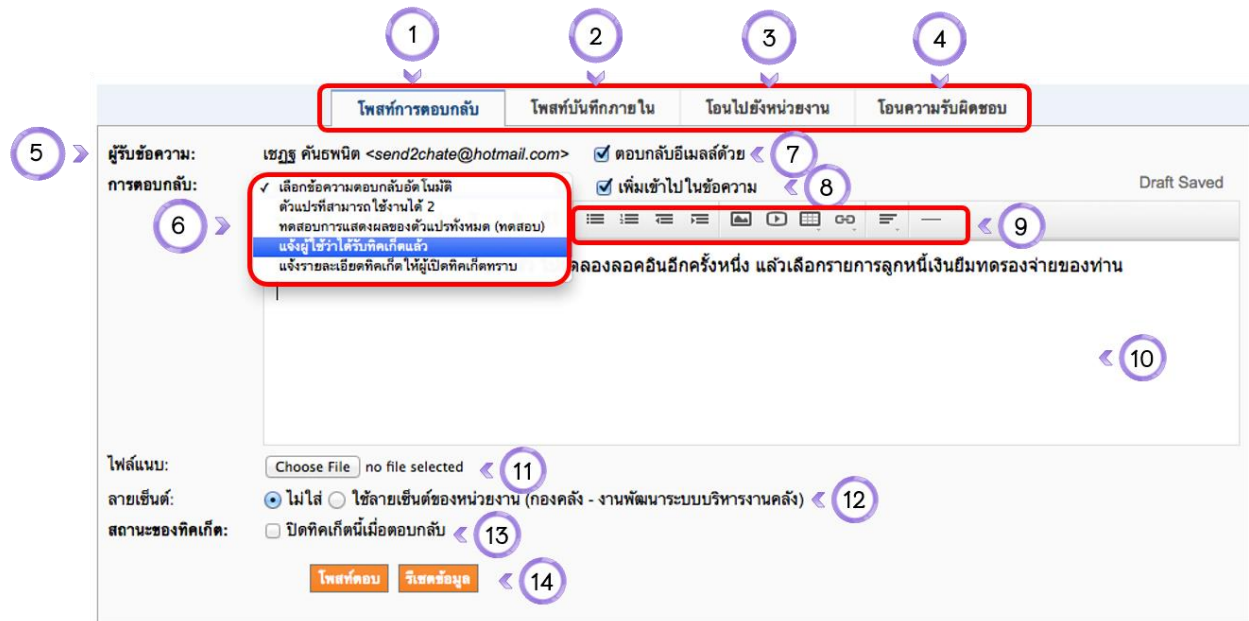 1 2 3 4
โพสท์การตอบกลับ โพสท์บันทึกภายใน โอนไปยังหน่วยงาน โอนความรับผิดชอบ
5 ผู้รับข้อความ: เชฏฐ คันธพนิต <send2chate@hotmail.com> ตอบกลับอีเมลล์ด้วย 7
การตอบกลับ: ✓ เลือกข้อความตอบกลับอัตโนมัติ เพิ่มเข้าไปในข้อความ 8 Draft Saved
ตัวแปรที่สามารถใช้งานได้ 2
6 ทดสอบการแสดงผลของตัวแปรทั้งหมด (ทดสอบ) 9
แจ้งผู้ใช้ว่าได้รับทิคเก็ตแล้ว
แจ้งรายละเอียดทิคเก็ตให้ผู้เปิดทิคเก็ตทราบ ลองลอคอินอีกครั้งหนึ่ง แล้วเลือกรายการลูกหนี้เงินยืมทดรองจ่ายของท่าน
10
ไฟล์แนบ: Choose File no file selected 11
ลายเซ็นต์: ไม่ใส่ ใช้ลายเซ็นต์ของหน่วยงาน (กองคลัง - งานพัฒนาระบบบริหารงานคลัง) 12
สถานะของทิคเก็ต: ปิดทิคเก็ตนี้เมื่อตอบกลับ 13
โพสท์ตอบ รีเซตข้อมูล 14